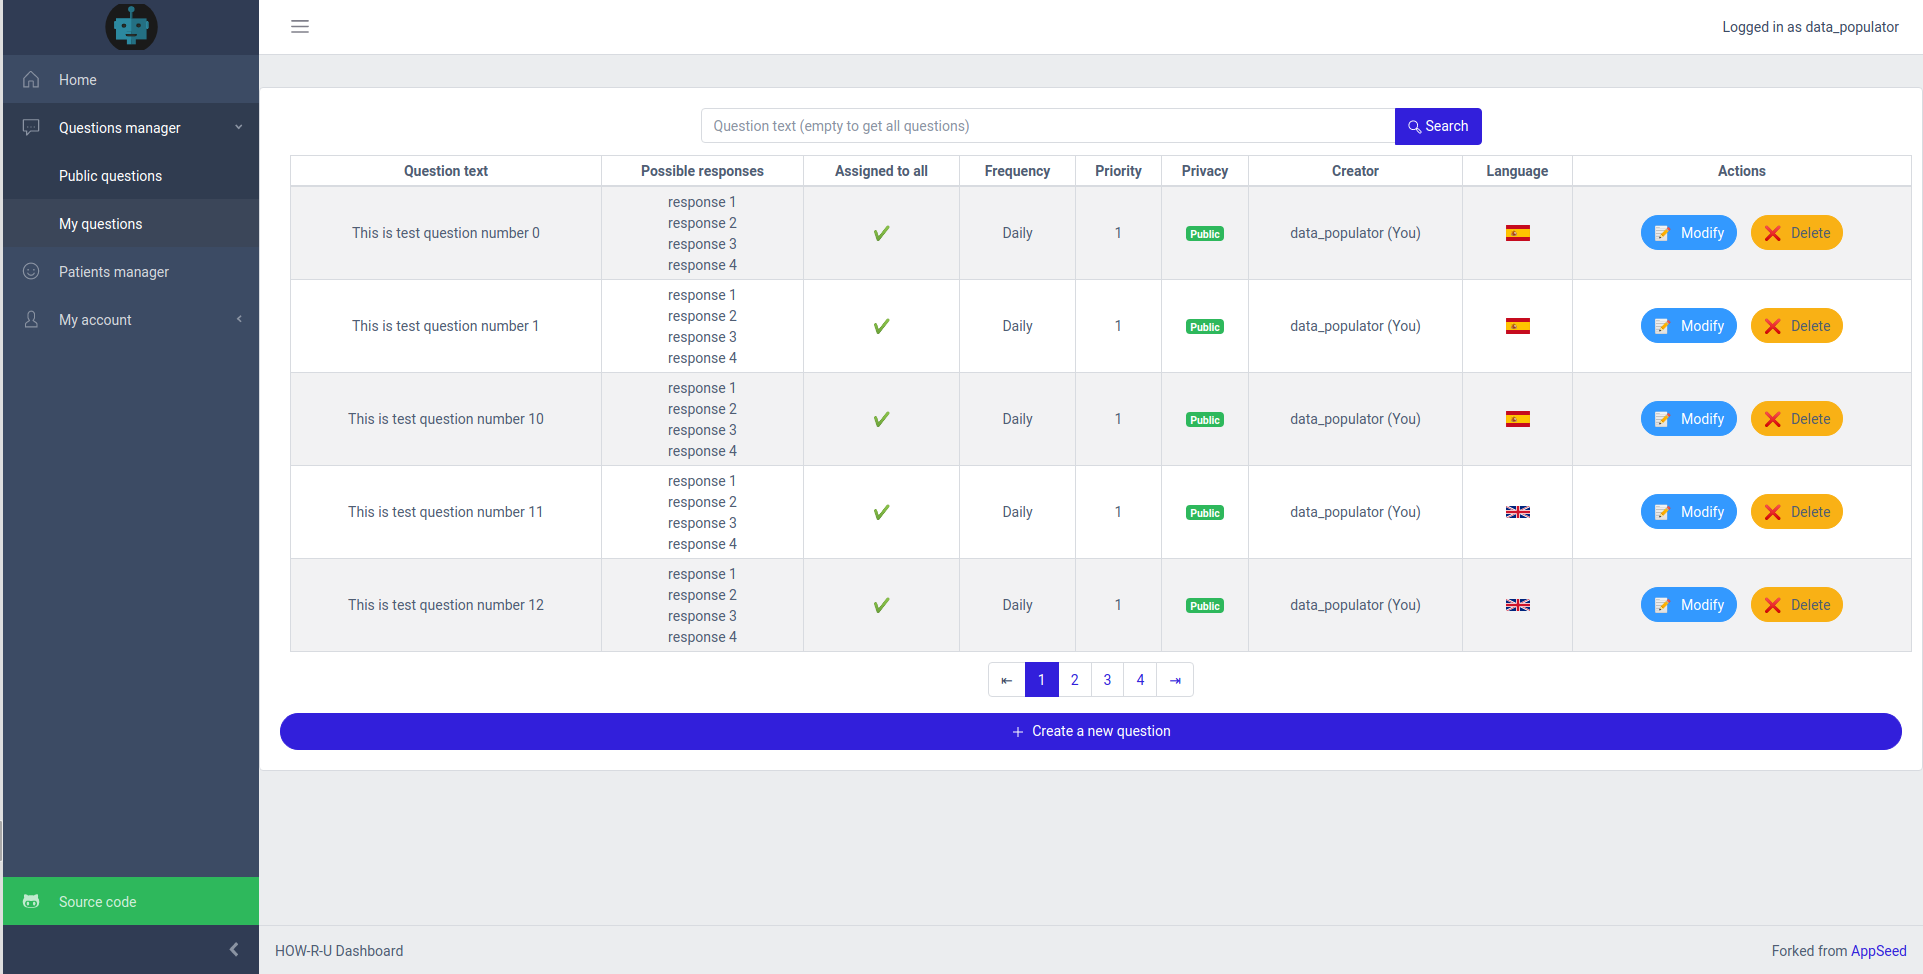 Logged in as data_populator
Home
Questions manager
Public questions
My questions
Patients manager
My account
Source code
Question text (empty to get all questions)
Search
Question text Possible responses Assigned to all Frequency Priority Privacy Creator Language Actions
response 1
response 2
This is test question number 0 Daily 1 Public data_populator (You) Modify Delete
response 3
response 4
response 1
response 2
This is test question number 1 Daily 1 Public data_populator (You) Modify Delete
response 3
response 4
response 1
response 2
This is test question number 10 Daily 1 Public data_populator (You) Modify Delete
response 3
response 4
response 1
response 2
This is test question number 11 Daily 1 Public data_populator (You) Modify Delete
response 3
response 4
response 1
response 2
This is test question number 12 Daily 1 Public data_populator (You) Modify Delete
response 3
response 4
⇤ 1 2 3 4 ⇥
+ Create a new question
HOW-R-U Dashboard
Forked from AppSeed